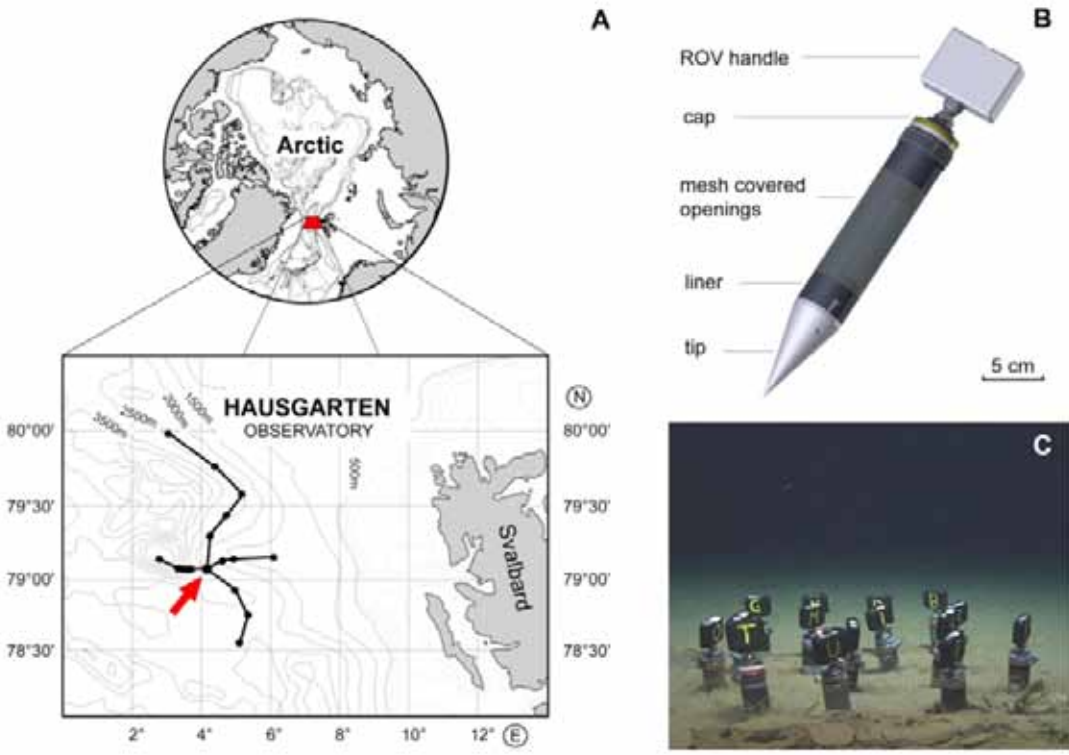 A
Arctic
HAUSGARTEN
OBSERVATORY
3500m
2500m
2000m
1500m
500m
Svalbard
N
80°00'
79°30'
79°00'
78°30'
80°00'
79°30'
79°00'
78°30'
2°
4°
6°
8°
10°
12°
E
B
ROV handle
cap
mesh covered
openings
liner
tip
5 cm
C
G
H
B
T
U